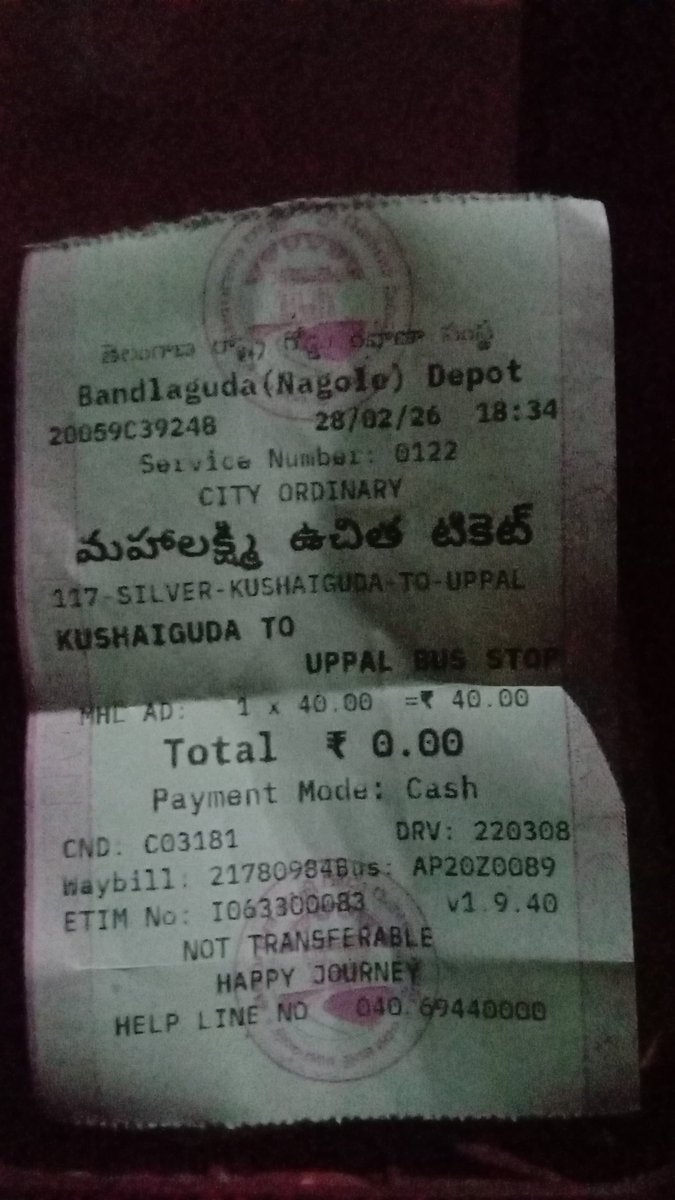 తెలంగాణ రాష్ట్ర రోడ్డు రవాణా సంస్థ
Bandlaguda(Nagole) Depot
20059C39248 28/02/26 18:34
Service Number: 0122
CITY ORDINARY
మహాలక్ష్మి ఉచిత టికెట్
117-SILVER-KUSHAIGUDA-TO-UPPAL
KUSHAIGUDA TO
UPPAL BUS STOP
MHL AD: 1 x 40.00 =₹ 40.00
Total ₹ 0.00
Payment Mode: Cash
CND: C03181 DRV: 220308
Waybill: 217809848us: AP20Z0089
ETIM No: I063300083 v1.9.40
NOT TRANSFERABLE
HAPPY JOURNEY
HELP LINE NO 040 69440000